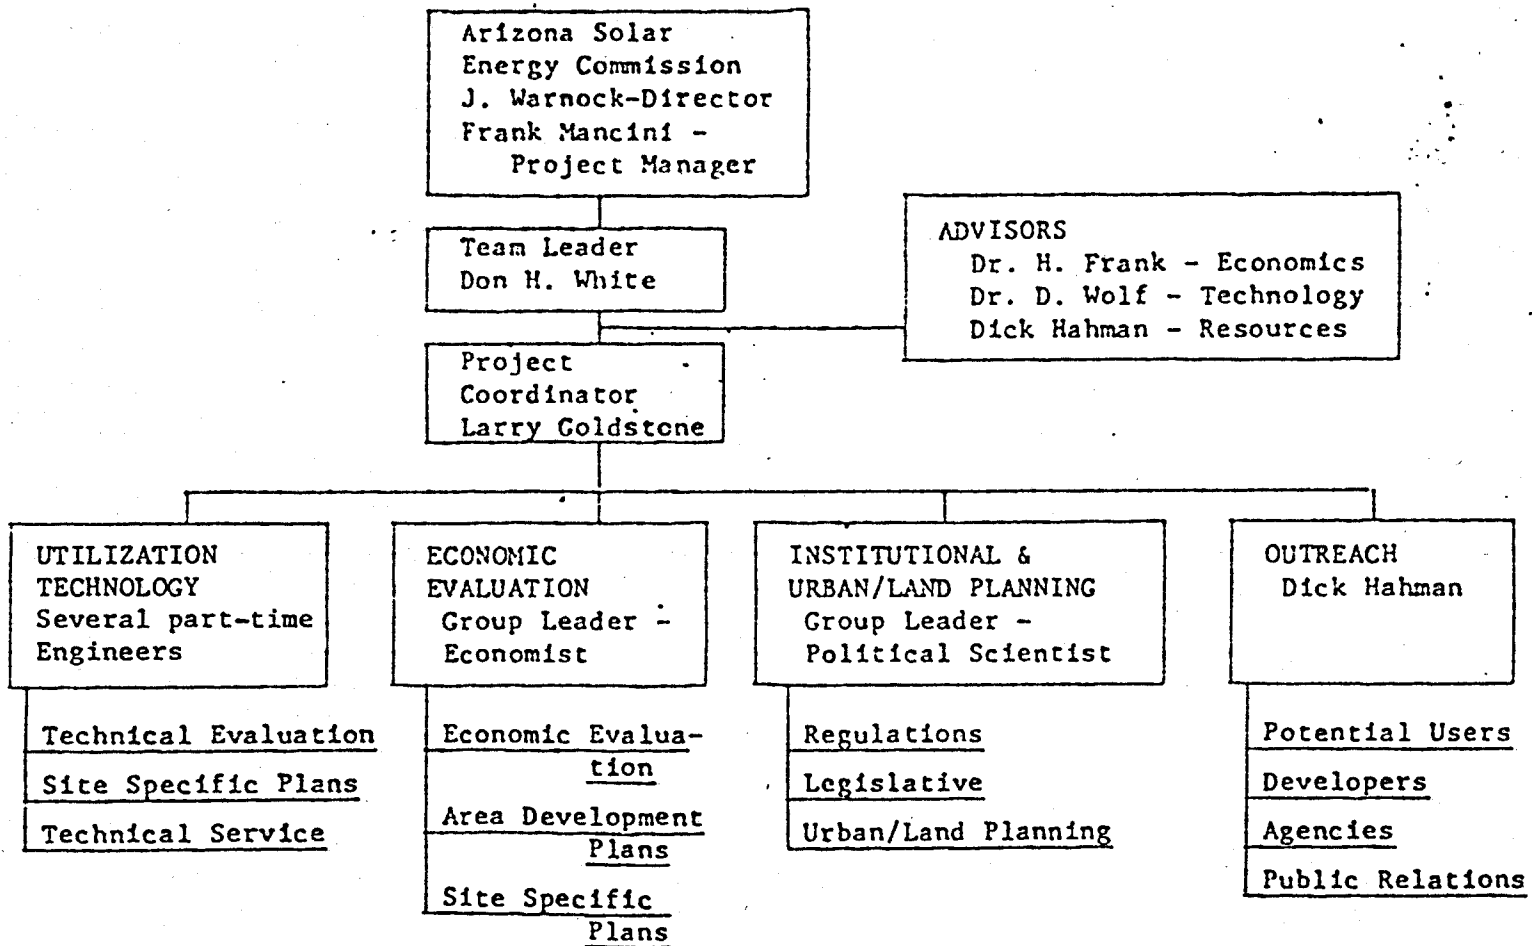 Arizona Solar
Energy Commission
J. Warnock-Director
Frank Mancini -
Project Manager
Team Leader
Don H. White
ADVISORS
Dr. H. Frank - Economics
Dr. D. Wolf - Technology
Dick Hahman - Resources
Project
Coordinator
Larry Goldstone
UTILIZATION
TECHNOLOGY
Several part-time
Engineers
Technical Evaluation
Site Specific Plans
Technical Service
ECONOMIC
EVALUATION
Group Leader -
Economist
Economic Evalua-
tion
Area Development
Plans
Site Specific
Plans
INSTITUTIONAL &
URBAN/LAND PLANNING
Group Leader -
Political Scientist
Regulations
Legislative
Urban/Land Planning
OUTREACH
Dick Hahman
Potential Users
Developers
Agencies
Public Relations